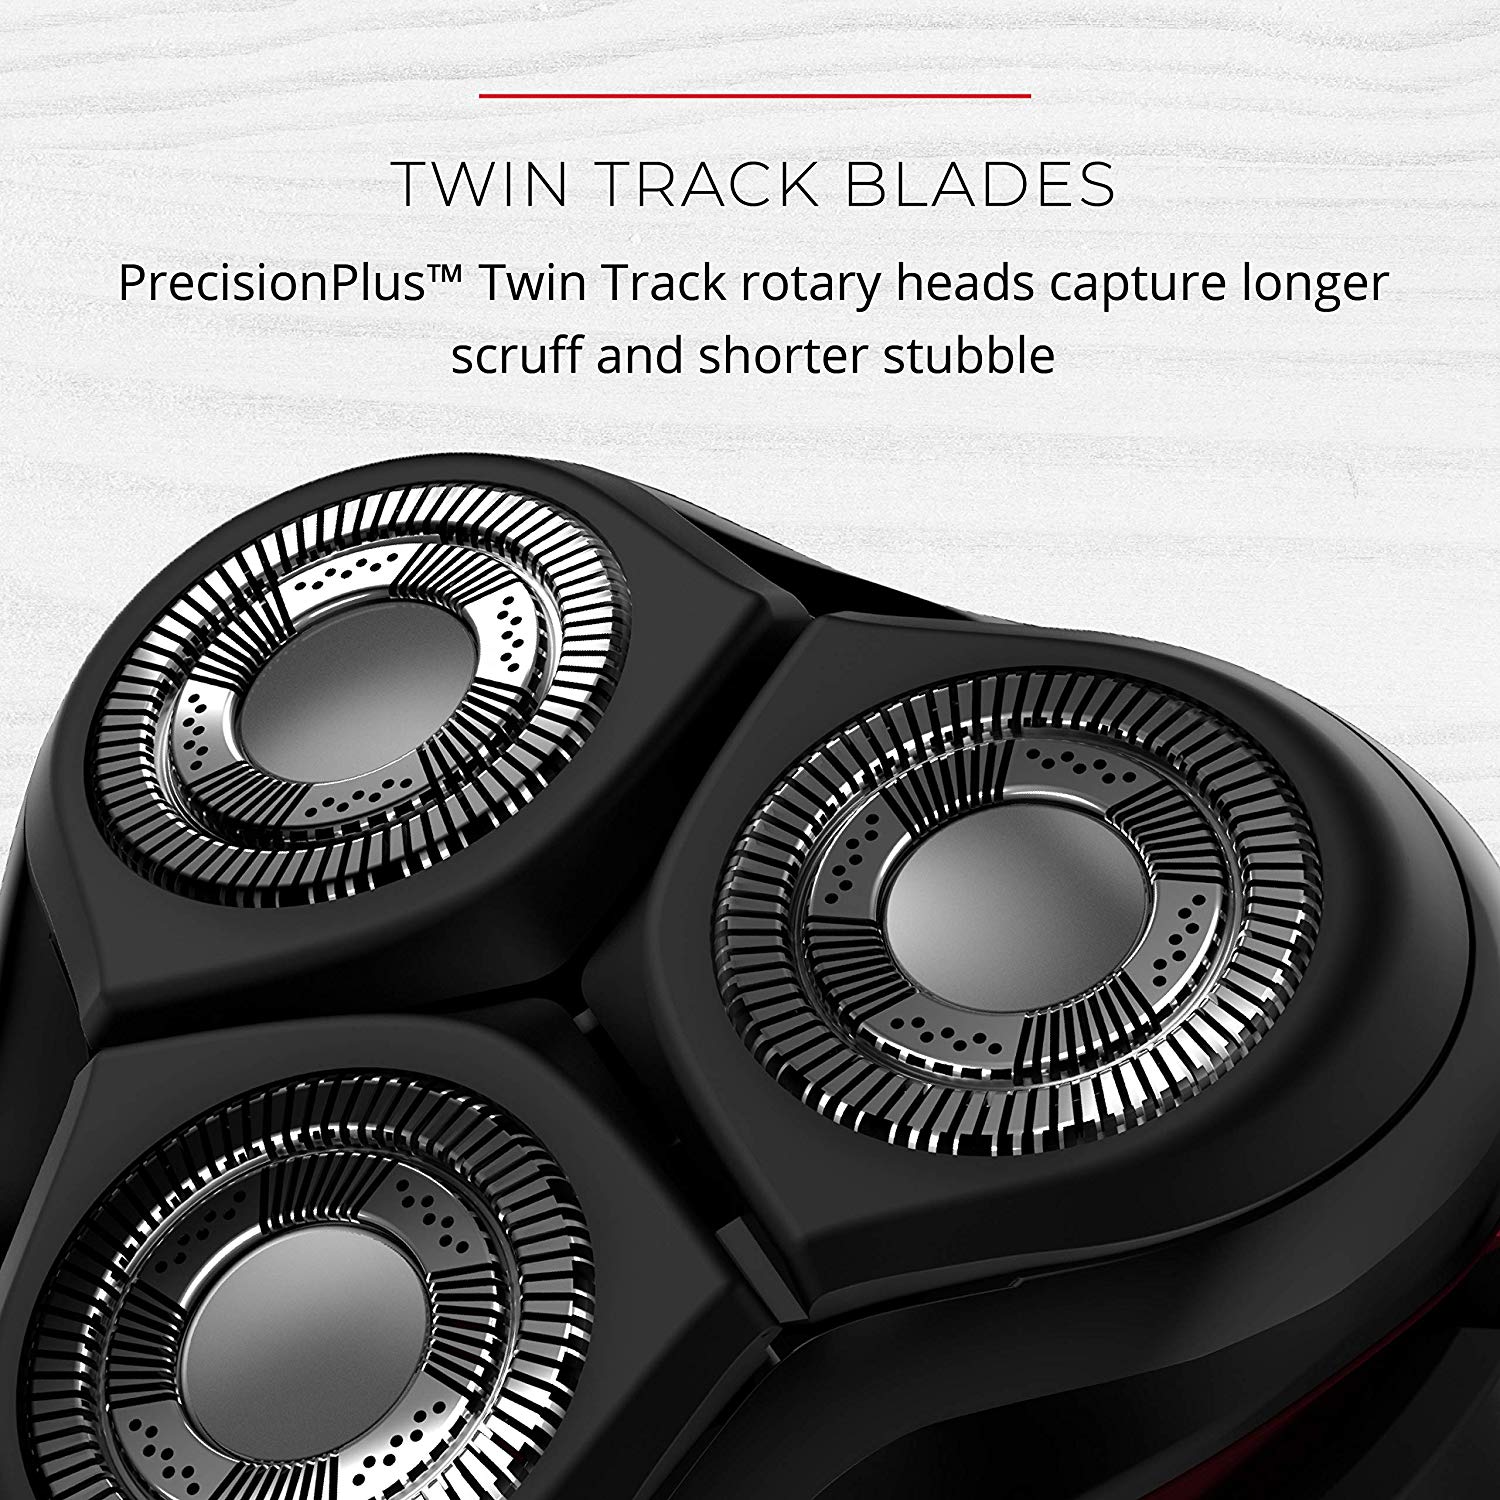 TWIN TRACK BLADES
PrecisionPlus™ Twin Track rotary heads capture longer
scruff and shorter stubble